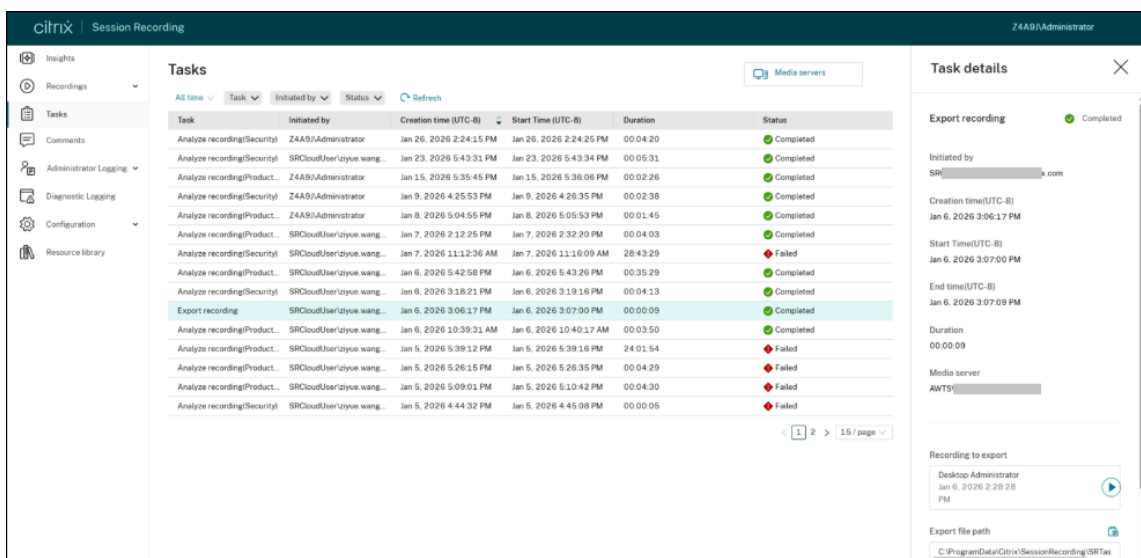 citrix | Session Recording
Z4A9J\Administrator
Insights
Recordings
Tasks
Comments
Administrator Logging
Diagnostic Logging
Configuration
Resource library
Tasks
Media servers
All time Task Initiated by Status Refresh
Task Initiated by Creation time (UTC-8) Start Time (UTC-8) Duration Status
Analyze recording(Security) Z4A9J\Administrator Jan 26, 2026 2:24:15 PM Jan 26, 2026 2:24:25 PM 00:04:20 Completed
Analyze recording(Security) SRCloudUser\ziyue.wang... Jan 23, 2026 5:43:31 PM Jan 23, 2026 5:43:34 PM 00:05:31 Completed
Analyze recording(Product... Z4A9J\Administrator Jan 15, 2026 5:35:45 PM Jan 15, 2026 5:36:06 PM 00:02:26 Completed
Analyze recording(Security) Z4A9J\Administrator Jan 9, 2026 4:25:53 PM Jan 9, 2026 4:26:35 PM 00:02:38 Completed
Analyze recording(Product... Z4A9J\Administrator Jan 8, 2026 5:04:55 PM Jan 8, 2026 5:05:53 PM 00:01:45 Completed
Analyze recording(Product... SRCloudUser\ziyue.wang... Jan 7, 2026 2:12:25 PM Jan 7, 2026 2:32:20 PM 00:04:03 Completed
Analyze recording(Security) SRCloudUser\ziyue.wang... Jan 7, 2026 11:12:36 AM Jan 7, 2026 11:16:09 AM 28:43:29 Failed
Analyze recording(Product... SRCloudUser\ziyue.wang... Jan 6, 2026 5:42:58 PM Jan 6, 2026 5:43:26 PM 00:35:29 Completed
Analyze recording(Security) SRCloudUser\ziyue.wang... Jan 6, 2026 3:18:21 PM Jan 6, 2026 3:19:16 PM 00:04:13 Completed
Export recording SRCloudUser\ziyue.wang... Jan 6, 2026 3:06:17 PM Jan 6, 2026 3:07:00 PM 00:00:09 Completed
Analyze recording(Product... SRCloudUser\ziyue.wang... Jan 6, 2026 10:39:31 AM Jan 6, 2026 10:40:17 AM 00:03:50 Completed
Analyze recording(Product... SRCloudUser\ziyue.wang... Jan 5, 2026 5:39:12 PM Jan 5, 2026 5:39:16 PM 24:01:54 Failed
Analyze recording(Product... SRCloudUser\ziyue.wang... Jan 5, 2026 5:26:15 PM Jan 5, 2026 5:26:35 PM 00:04:29 Failed
Analyze recording(Product... SRCloudUser\ziyue.wang... Jan 5, 2026 5:09:01 PM Jan 5, 2026 5:10:42 PM 00:04:30 Failed
Analyze recording(Security) SRCloudUser\ziyue.wang... Jan 5, 2026 4:44:32 PM Jan 5, 2026 4:45:08 PM 00:00:05 Failed
< 1 2 > 15 / page
Task details
Export recording Completed
Initiated by
SR x.com
Creation time(UTC-8)
Jan 6, 2026 3:06:17 PM
Start Time(UTC-8)
Jan 6, 2026 3:07:00 PM
End time(UTC-8)
Jan 6, 2026 3:07:09 PM
Duration
00:00:09
Media server
AWTS\
Recording to export
Desktop Administrator
Jan 6, 2026 2:28:28
PM
Export file path
C:\ProgramData\Citrix\SessionRecording\SRTas